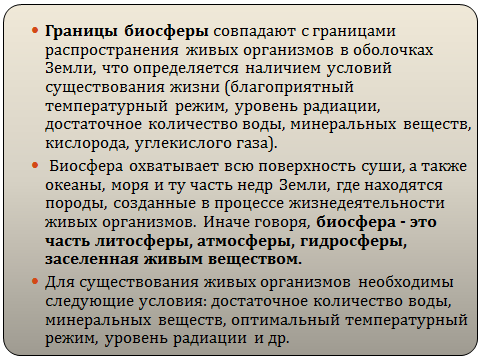 • Границы биосферы совпадают с границами
распространения живых организмов в оболочках
Земли, что определяется наличием условий
существования жизни (благоприятный
температурный режим, уровень радиации,
достаточное количество воды, минеральных веществ,
кислорода, углекислого газа).
• Биосфера охватывает всю поверхность суши, а также
океаны, моря и ту часть недр Земли, где находятся
породы, созданные в процессе жизнедеятельности
живых организмов. Иначе говоря, биосфера - это
часть литосферы, атмосферы, гидросферы,
заселенная живым веществом.
• Для существования живых организмов необходимы
следующие условия: достаточное количество воды,
минеральных веществ, оптимальный температурный
режим, уровень радиации и др.